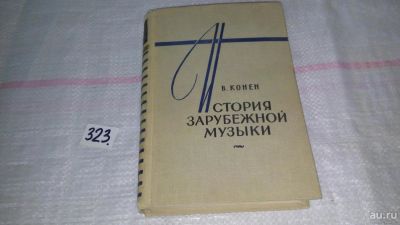 В. КОНЕН
ИСТОРИЯ
ЗАРУБЕЖНОЙ
МУЗЫКИ
323
au.ru